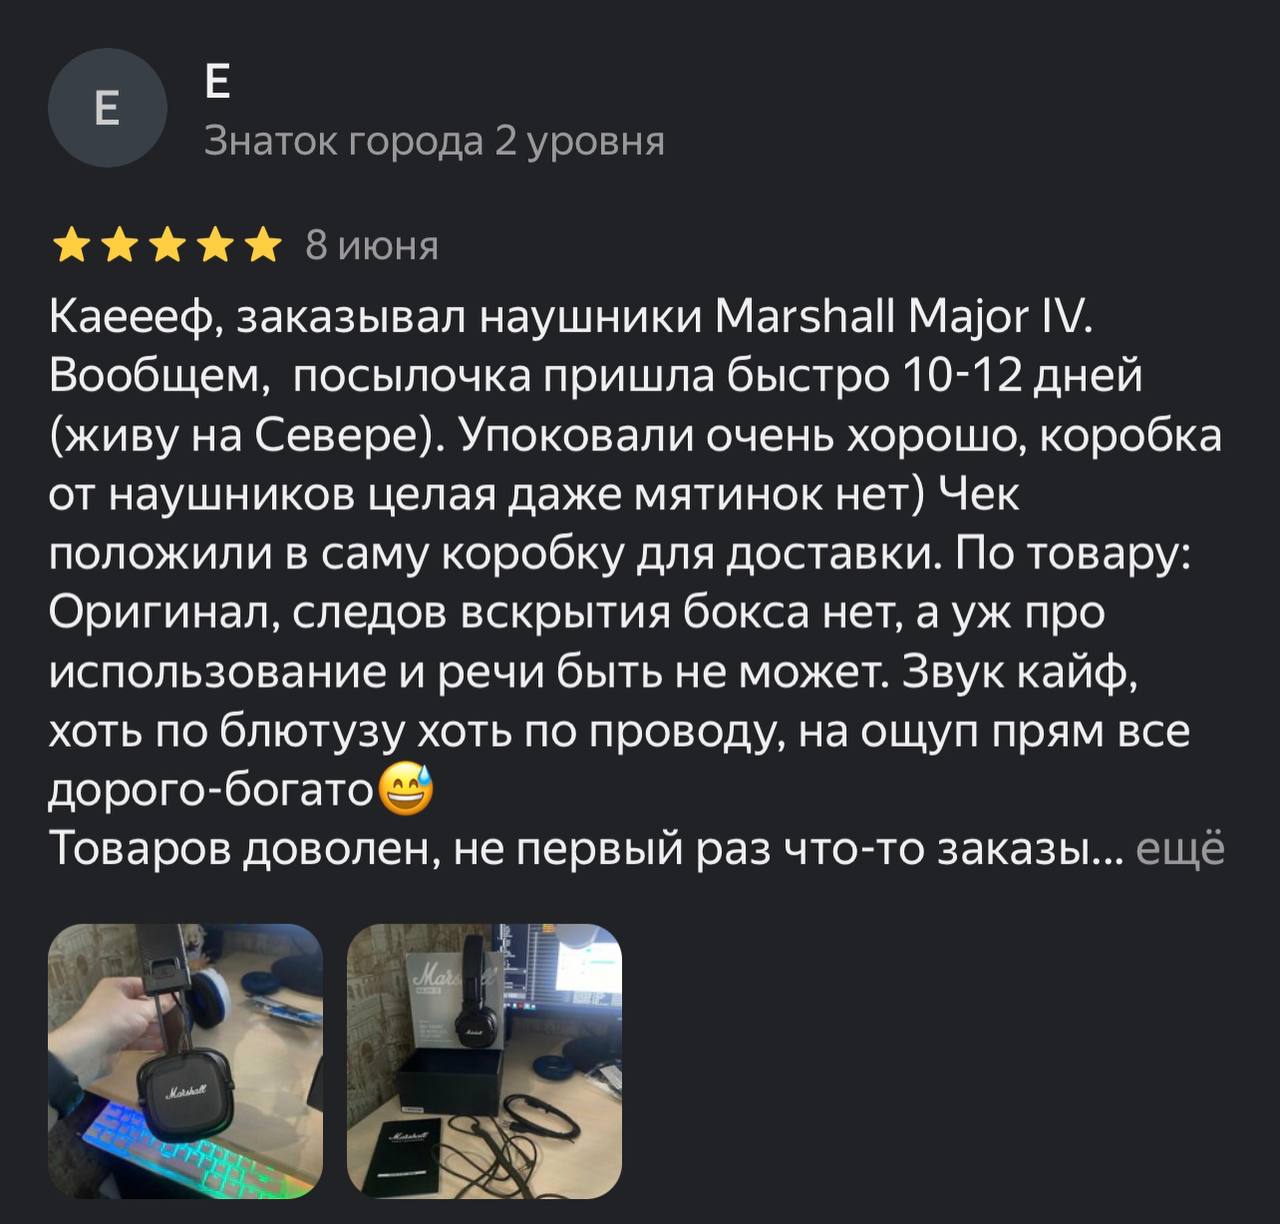 Е
Е
Знаток города 2 уровня
8 июня
Каеееф, заказывал наушники Marshall Major IV.
Вообщем, посылочка пришла быстро 10-12 дней
(живу на Севере). Упоковали очень хорошо, коробка
от наушников целая даже мятинок нет) Чек
положили в саму коробку для доставки. По товару:
Оригинал, следов вскрытия бокса нет, а уж про
использование и речи быть не может. Звук кайф,
хоть по блютузу хоть по проводу, на ощуп прям все
дорого-богато😅
Товаров доволен, не первый раз что-то заказы... ещё
Marshall
Marshall
Marshall